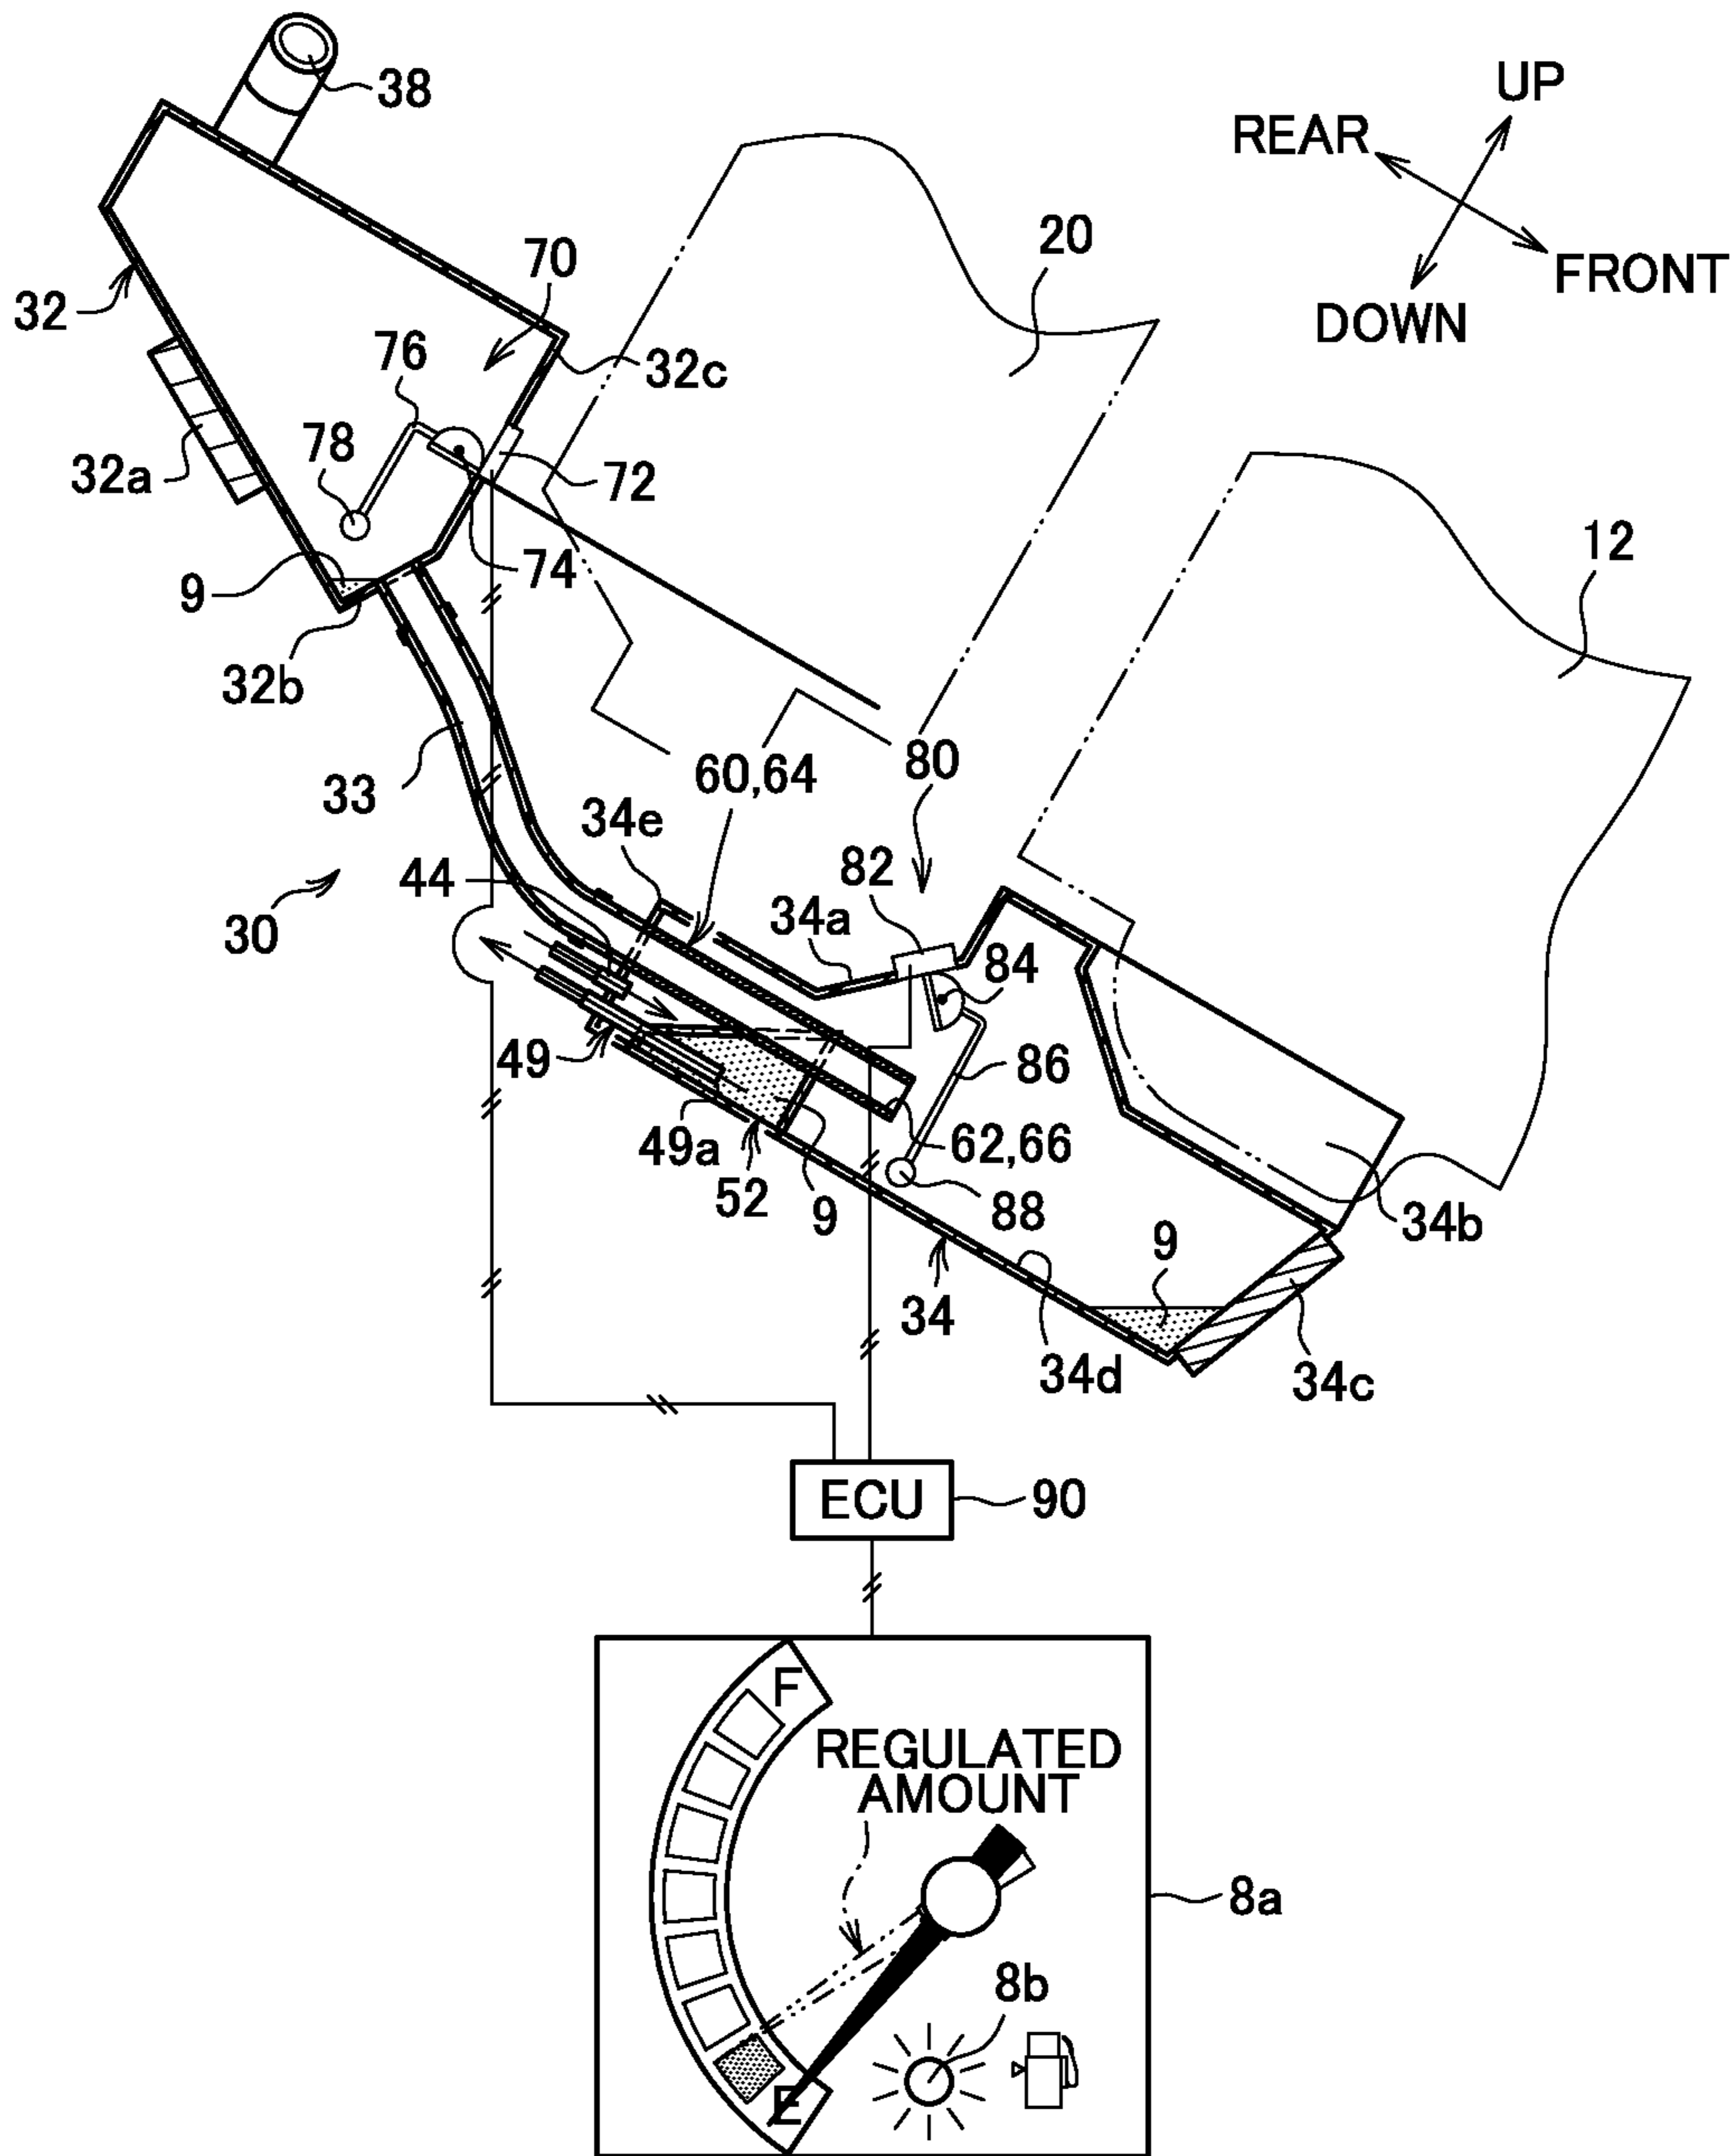 38
UP
REAR
FRONT
DOWN
20
70
32
76
32c
78
32a
72
12
74
9
32b
60,64
80
33
34e
82
44
34a
30
84
49
86
49a
62,66
52
9
88
34b
9
34
34d
34c
ECU
90
F
REGULATED
AMOUNT
8a
8b
E